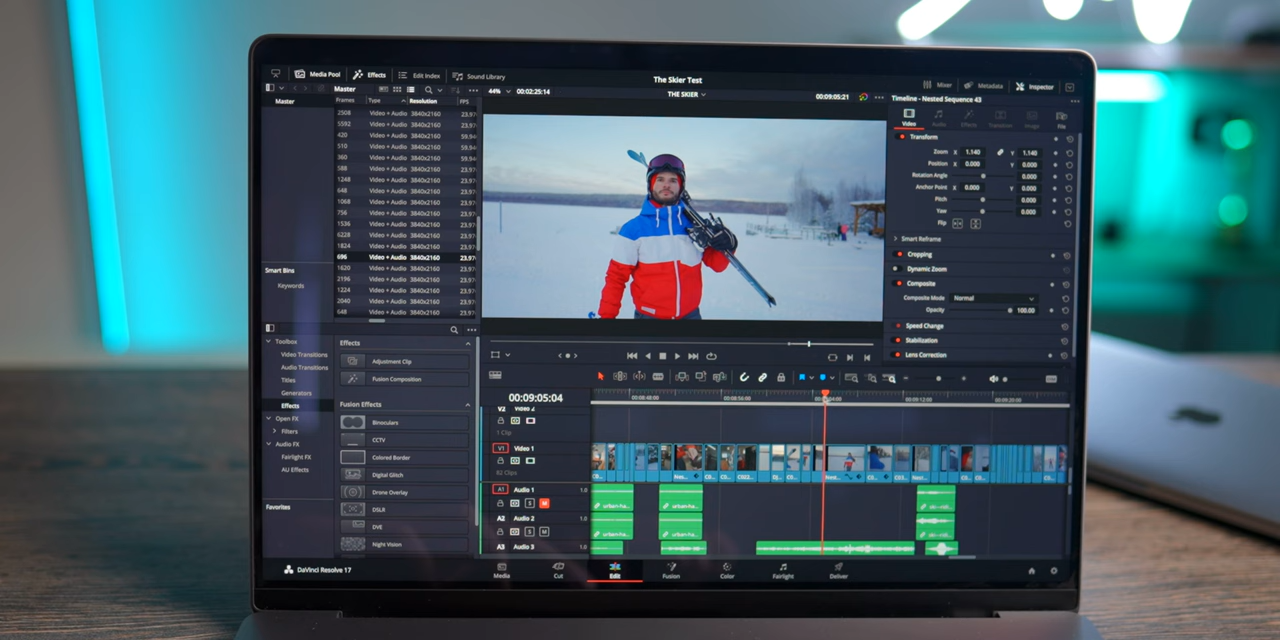 Media Pool Effects Edit Index Sound Library
The Skier Test
Mixer Metadata Inspector
Master
44% 00:02:25:14
THE SKIER
00:09:05:21
Timeline - Nested Sequence 43
Master
Frames Type Resolution FPS
2508 Video + Audio 3840x2160 23.97
5592 Video + Audio 3840x2160 59.94
420 Video + Audio 3840x2160 59.94
510 Video + Audio 3840x2160 59.94
360 Video + Audio 3840x2160 59.94
588 Video + Audio 3840x2160 23.97
1248 Video + Audio 3840x2160 23.97
648 Video + Audio 3840x2160 23.97
1068 Video + Audio 3840x2160 23.97
756 Video + Audio 3840x2160 23.97
1536 Video + Audio 3840x2160 23.97
6228 Video + Audio 3840x2160 23.97
1824 Video + Audio 3840x2160 23.97
696 Video + Audio 3840x2160 23.97
1620 Video + Audio 3840x2160 23.97
2196 Video + Audio 3840x2160 23.97
1224 Video + Audio 3840x2160 23.97
2040 Video + Audio 3840x2160 23.97
648 Video + Audio 3840x2160 23.97
Smart Bins
Keywords
Video Audio Effects Transition Image File
Transform
Zoom X 1.140 Y 1.140
Position X 0.000 Y 0.000
Rotation Angle 0.000
Anchor Point X 0.000 Y 0.000
Pitch 0.000
Yaw 0.000
Flip
Smart Reframe
Cropping
Dynamic Zoom
Composite
Composite Mode Normal
Opacity 100.00
Speed Change
Stabilization
Lens Correction
Toolbox
Video Transitions
Audio Transitions
Titles
Generators
Effects
Open FX
Filters
Audio FX
Fairlight FX
AU Effects
Favorites
Effects
Adjustment Clip
Fusion Composition
Fusion Effects
Binoculars
CCTV
Colored Border
Digital Glitch
Drone Overlay
DSLR
DVE
Night Vision
00:09:05:04
00:08:48:00 00:08:56:00 00:09:12:00 00:09:20:00
V2 Video 2
1 Clip
V1 Video 1
82 Clips
A1 Audio 1 1.0
S M
A2 Audio 2
S M
A3 Audio 3 1.0
urban-ha... urban-ha...
urban-ha... urban-ha...
DaVinci Resolve 17
Media Cut Edit Fusion Color Fairlight Deliver